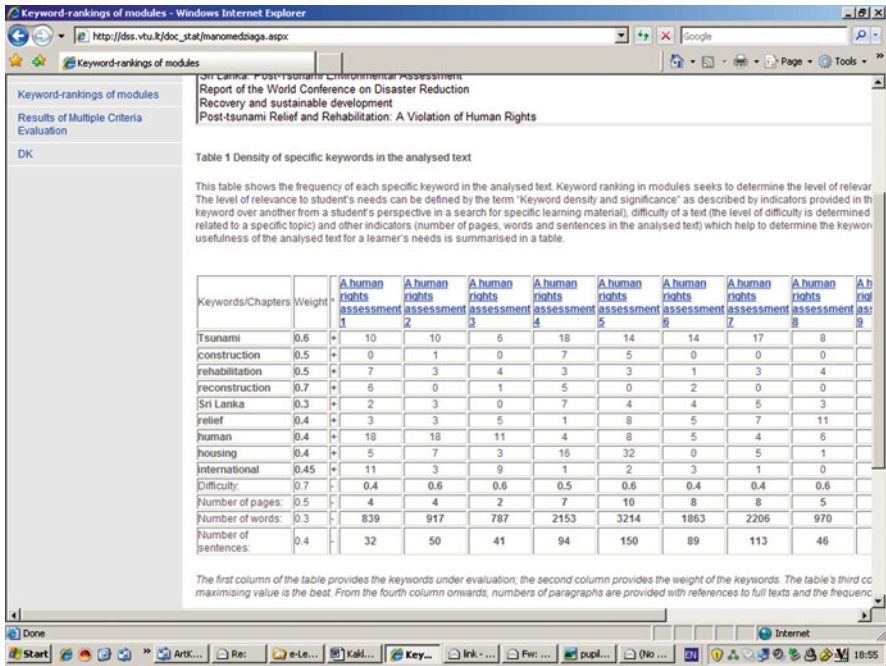 Keyword-rankings of modules - Windows Internet Explorer
http://dss.vtu.lt/doc_stat/manomedziaga.aspx
Google
Keyword-rankings of modules
Page
Tools
Keyword-rankings of modules
Results of Multiple Criteria
Evaluation
DK
Sri Lanka: Post-Tsunami Environmental Assessment
Report of the World Conference on Disaster Reduction
Recovery and sustainable development
Post-tsunami Relief and Rehabilitation: A Violation of Human Rights
Table 1 Density of specific keywords in the analysed text
This table shows the frequency of each specific keyword in the analysed text. Keyword ranking in modules seeks to determine the level of relevar
The level of relevance to student's needs can be defined by the term "Keyword density and significance" as described by indicators provided in th
keyword over another from a student's perspective in a search for specific learning material), difficulty of a text (the level of difficulty is determined
related to a specific topic) and other indicators (number of pages, words and sentences in the analysed text) which help to determine the keywor
usefulness of the analysed text for a learner's needs is summarised in a table.
Keywords/Chapters Weight * A human rights assessment 1 A human rights assessment 2 A human rights assessment 3 A human rights assessment 4 A human rights assessment 5 A human rights assessment 6 A human rights assessment 7 A human rights assessment 8
Tsunami 0.6 + 10 10 6 18 14 14 17 8
construction 0.5 + 0 1 0 7 5 0 0 0
rehabilitation 0.5 + 7 3 4 3 3 1 3 4
reconstruction 0.7 + 6 0 1 5 0 2 0 0
Sri Lanka 0.3 + 2 3 0 7 4 4 5 3
relief 0.4 + 3 3 5 1 8 5 7 11
human 0.4 + 18 18 11 4 8 5 4 6
housing 0.4 + 5 7 3 16 32 0 5 1
international 0.45 + 11 3 9 1 2 3 1 0
Difficulty: 0.7 - 0.4 0.6 0.6 0.5 0.6 0.4 0.4 0.6
Number of pages: 0.5 - 4 4 2 7 10 8 8 5
Number of words: 0.3 - 839 917 787 2153 3214 1863 2206 970
Number of sentences: 0.4 - 32 50 41 94 150 89 113 46
The first column of the table provides the keywords under evaluation; the second column provides the weight of the keywords. The table's third co
maximising value is the best. From the fourth column onwards, numbers of paragraphs are provided with references to full texts and the frequenc
Done
Internet
Start
ArtK...
Re:
e-Le...
Kakl...
Key...
link - ...
Fw: ...
pupil...
(No ...
EN
18:55